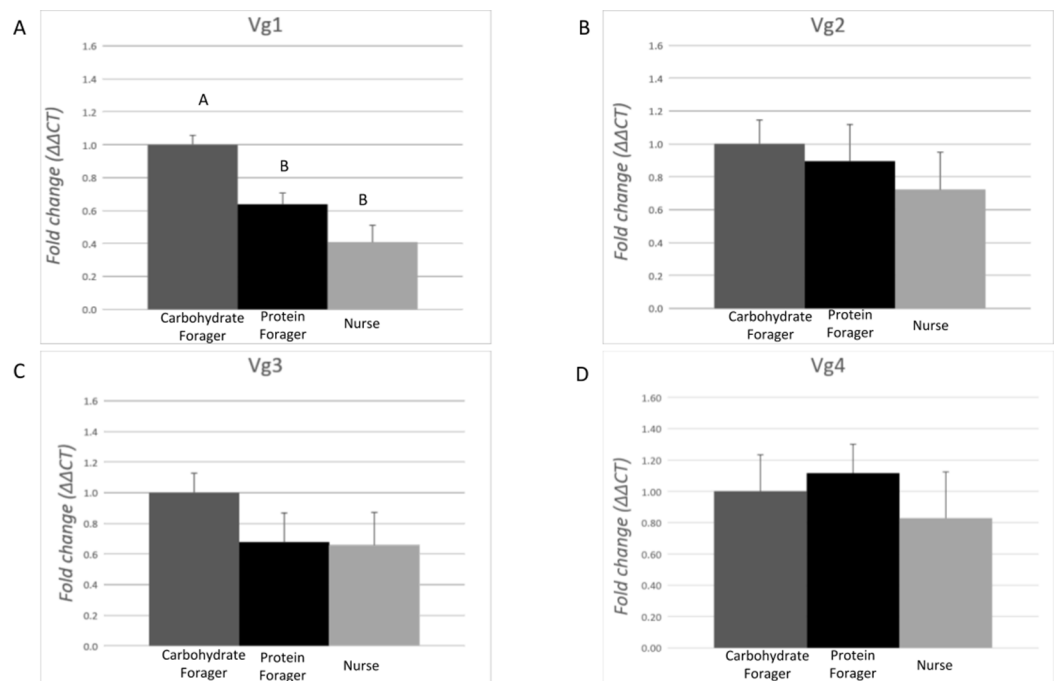 A
Vg1
Fold change (ΔΔCT)
1.6
1.4
1.2
1.0
0.8
0.6
0.4
0.2
0.0
A
B
B
Carbohydrate
Forager
Protein
Forager
Nurse
B
Vg2
Fold change (ΔΔCT)
1.6
1.4
1.2
1.0
0.8
0.6
0.4
0.2
0.0
Carbohydrate
Forager
Protein
Forager
Nurse
C
Vg3
Fold change (ΔΔCT)
1.6
1.4
1.2
1.0
0.8
0.6
0.4
0.2
0.0
Carbohydrate
Forager
Protein
Forager
Nurse
D
Vg4
Fold change (ΔΔCT)
1.60
1.40
1.20
1.00
0.80
0.60
0.40
0.20
0.00
Carbohydrate
Forager
Protein
Forager
Nurse